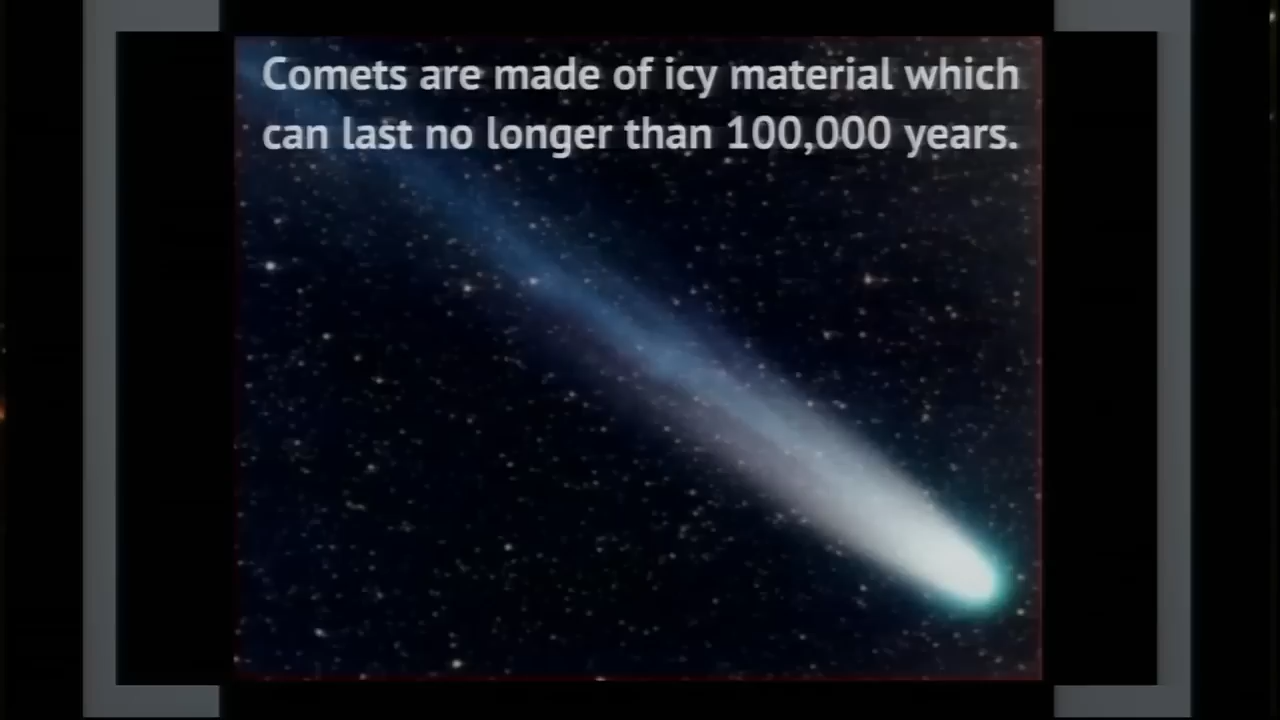 Comets are made of icy material which
can last no longer than 100,000 years.